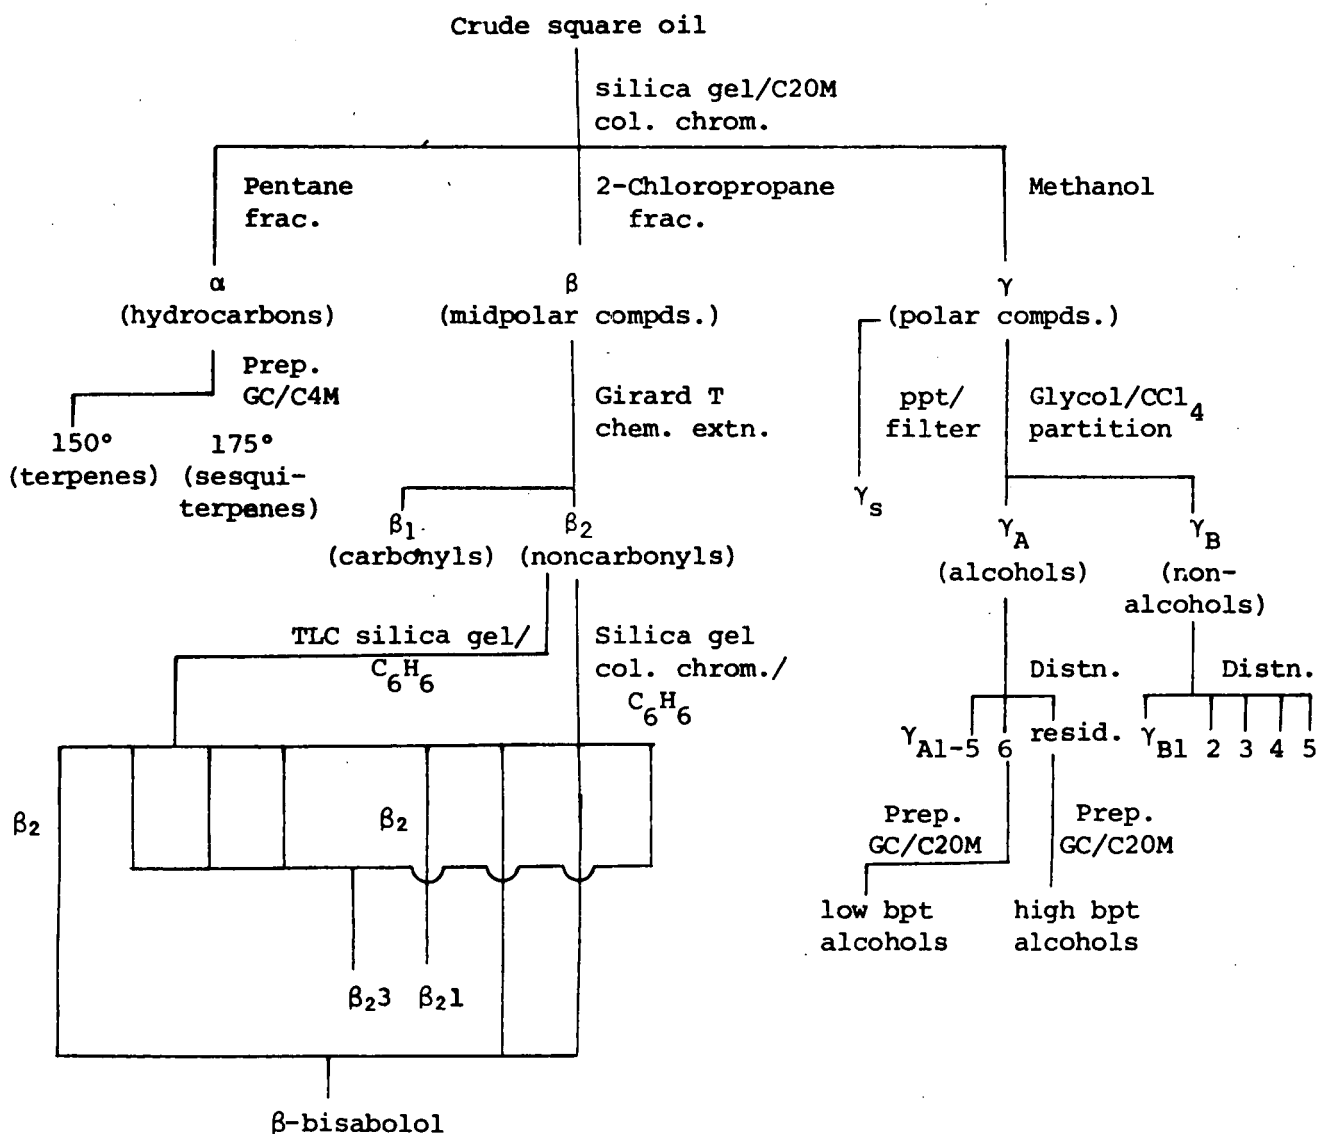 Crude square oil
silica gel/C20M
col. chrom.
Pentane
frac.
2-Chloropropane
frac.
Methanol
α
(hydrocarbons)
β
(midpolar compds.)
γ
(polar compds.)
Prep.
GC/C4M
Girard T
chem. extn.
ppt/
filter
Glycol/CCl4
partition
150°
(terpenes)
175°
(sesqui-
terpenes)
γs
β1
(carbonyls)
β2
(noncarbonyls)
γA
(alcohols)
γB
(non-
alcohols)
TLC silica gel/
C6H6
Silica gel
col. chrom./
C6H6
Distn.
Distn.
γA1-5 6 resid.
γB1 2 3 4 5
β2
β2
Prep.
GC/C20M
Prep.
GC/C20M
low bpt
alcohols
high bpt
alcohols
β23
β21
β-bisabolol